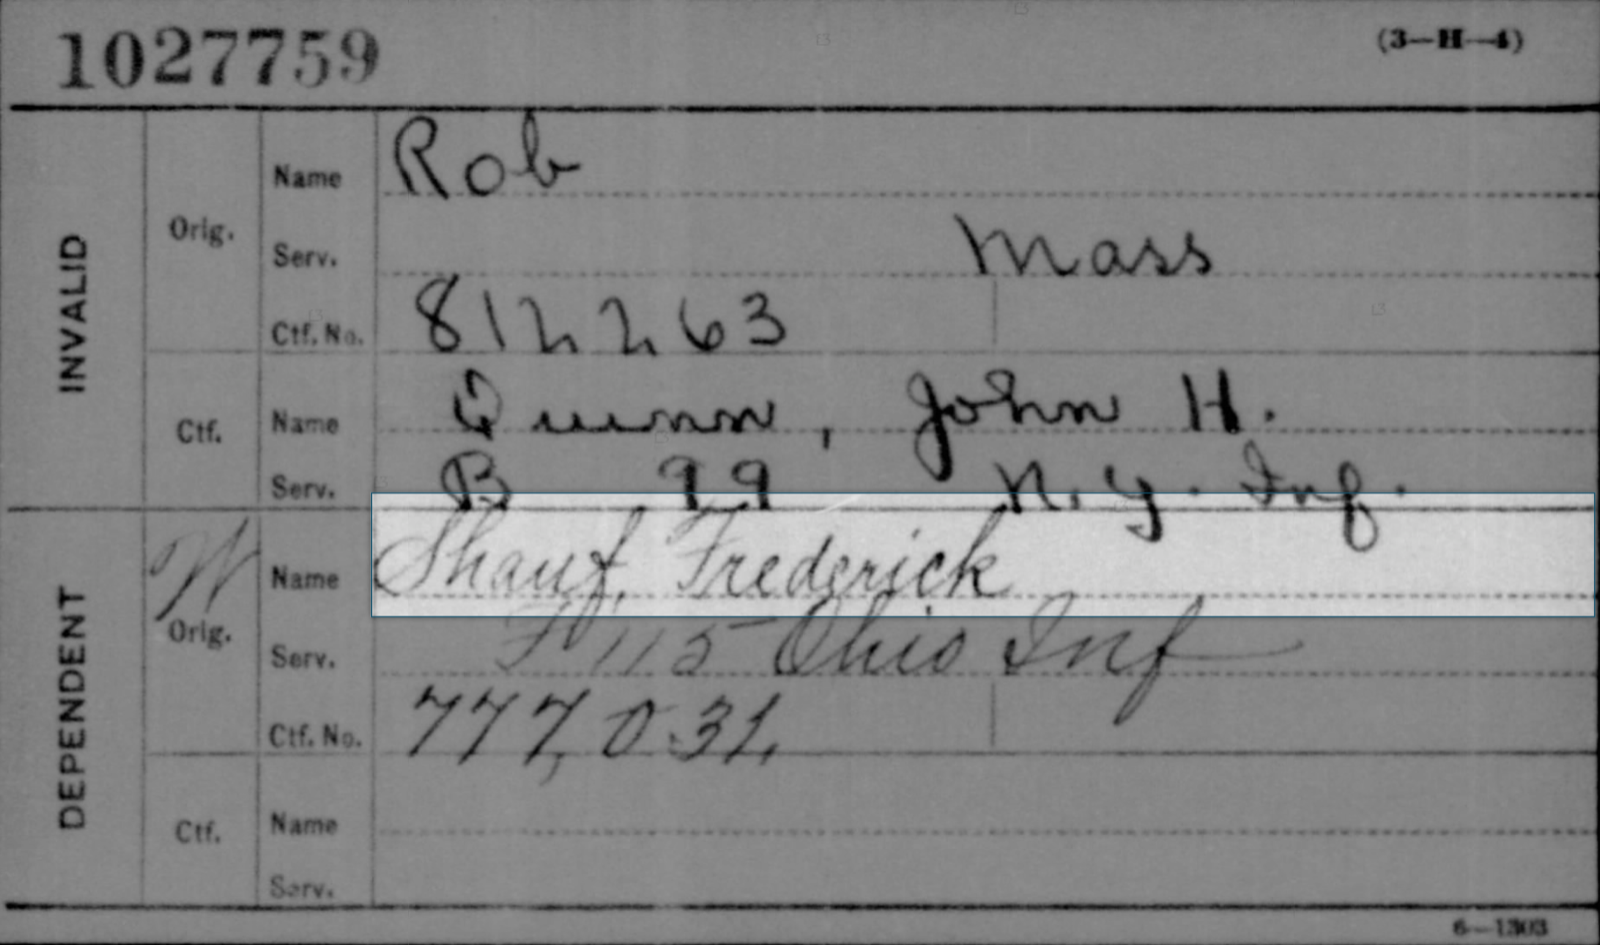 1027759 (3—H—4)
INVALID
Orig.
Name Rob
Serv. Mass
Ctf. No. 812263
Ctf.
Name Quinn, John H.
Serv. B 99 N.Y. Inf.
DEPENDENT
W
Orig.
Name Shauf, Frederick
Serv. F 115 Ohio Inf
Ctf. No. 777,031.
Ctf.
Name
Serv.
6—1303